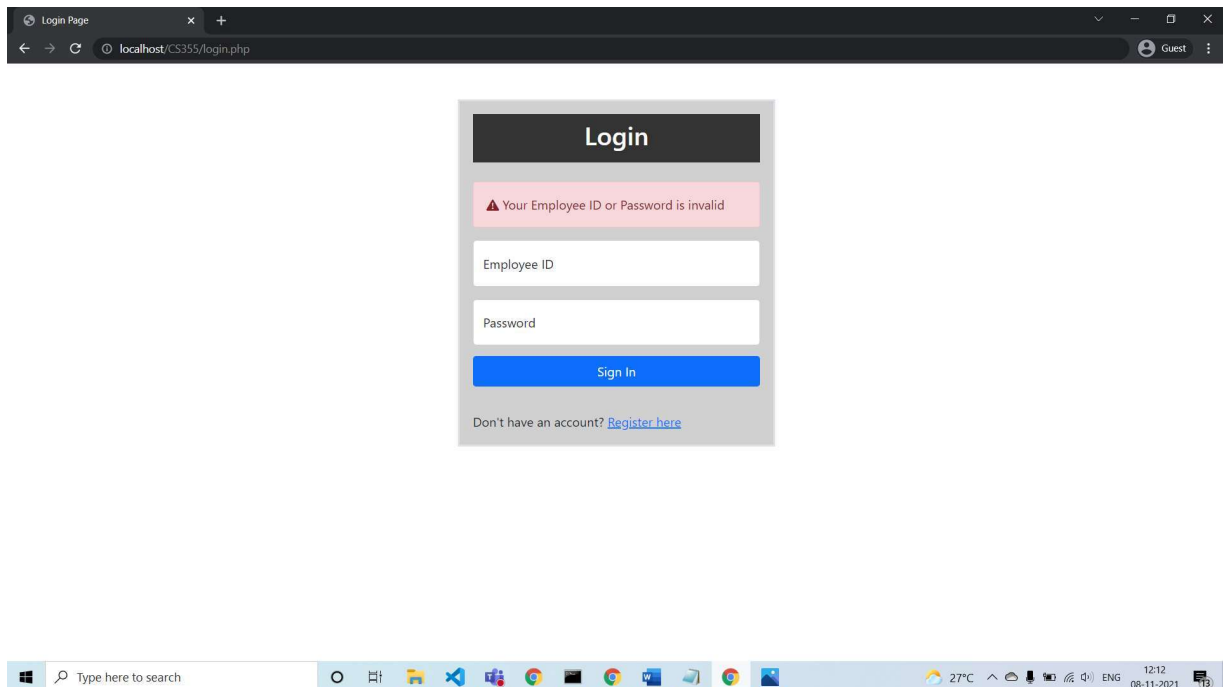 Login Page
localhost/CS355/login.php
Guest
Login
Your Employee ID or Password is invalid
Employee ID
Password
Sign In
Don't have an account? Register here
Type here to search
27°C
ENG
12:12
08-11-2021
13